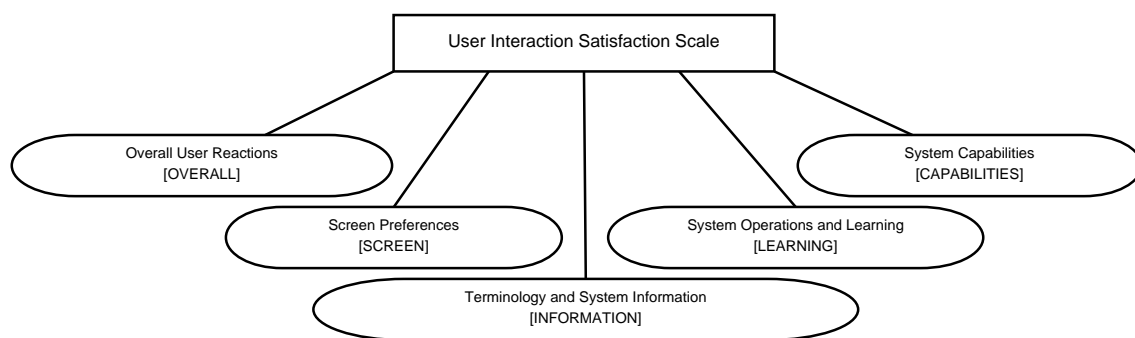 User Interaction Satisfaction Scale
Overall User Reactions
[OVERALL]
System Capabilities
[CAPABILITIES]
Screen Preferences
[SCREEN]
System Operations and Learning
[LEARNING]
Terminology and System Information
[INFORMATION]